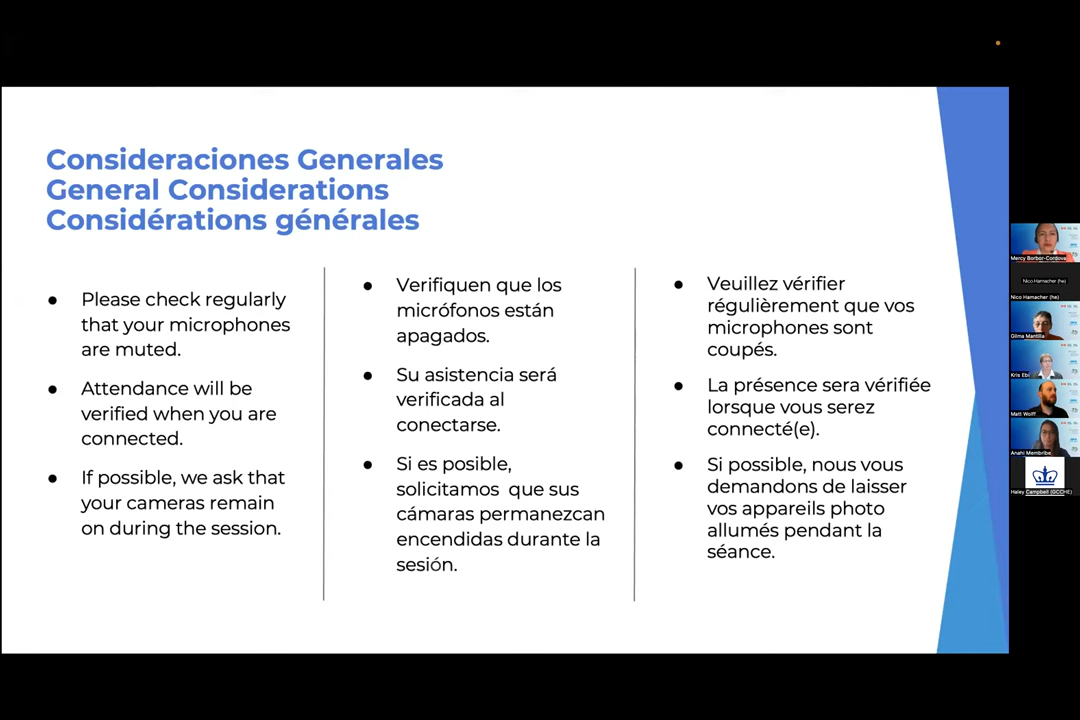 Consideraciones Generales
General Considerations
Considérations générales
● Please check regularly
that your microphones
are muted.
● Attendance will be
verified when you are
connected.
● If possible, we ask that
your cameras remain
on during the session.
● Verifiquen que los
micrófonos están
apagados.
● Su asistencia será
verificada al
conectarse.
● Si es posible,
solicitamos que sus
cámaras permanezcan
encendidas durante la
sesión.
● Veuillez vérifier
régulièrement que vos
microphones sont
coupés.
● La présence sera vérifiée
lorsque vous serez
connecté(e).
● Si possible, nous vous
demandons de laisser
vos appareils photo
allumés pendant la
séance.
Mercy Borbor-Cordova
Nico Hamacher (he)
Nico Hamacher (he)
Gilma Mantilla
Kris Ebi
Matt Wolff
Anahi Membribe
Haley Campbell (GCCHE)